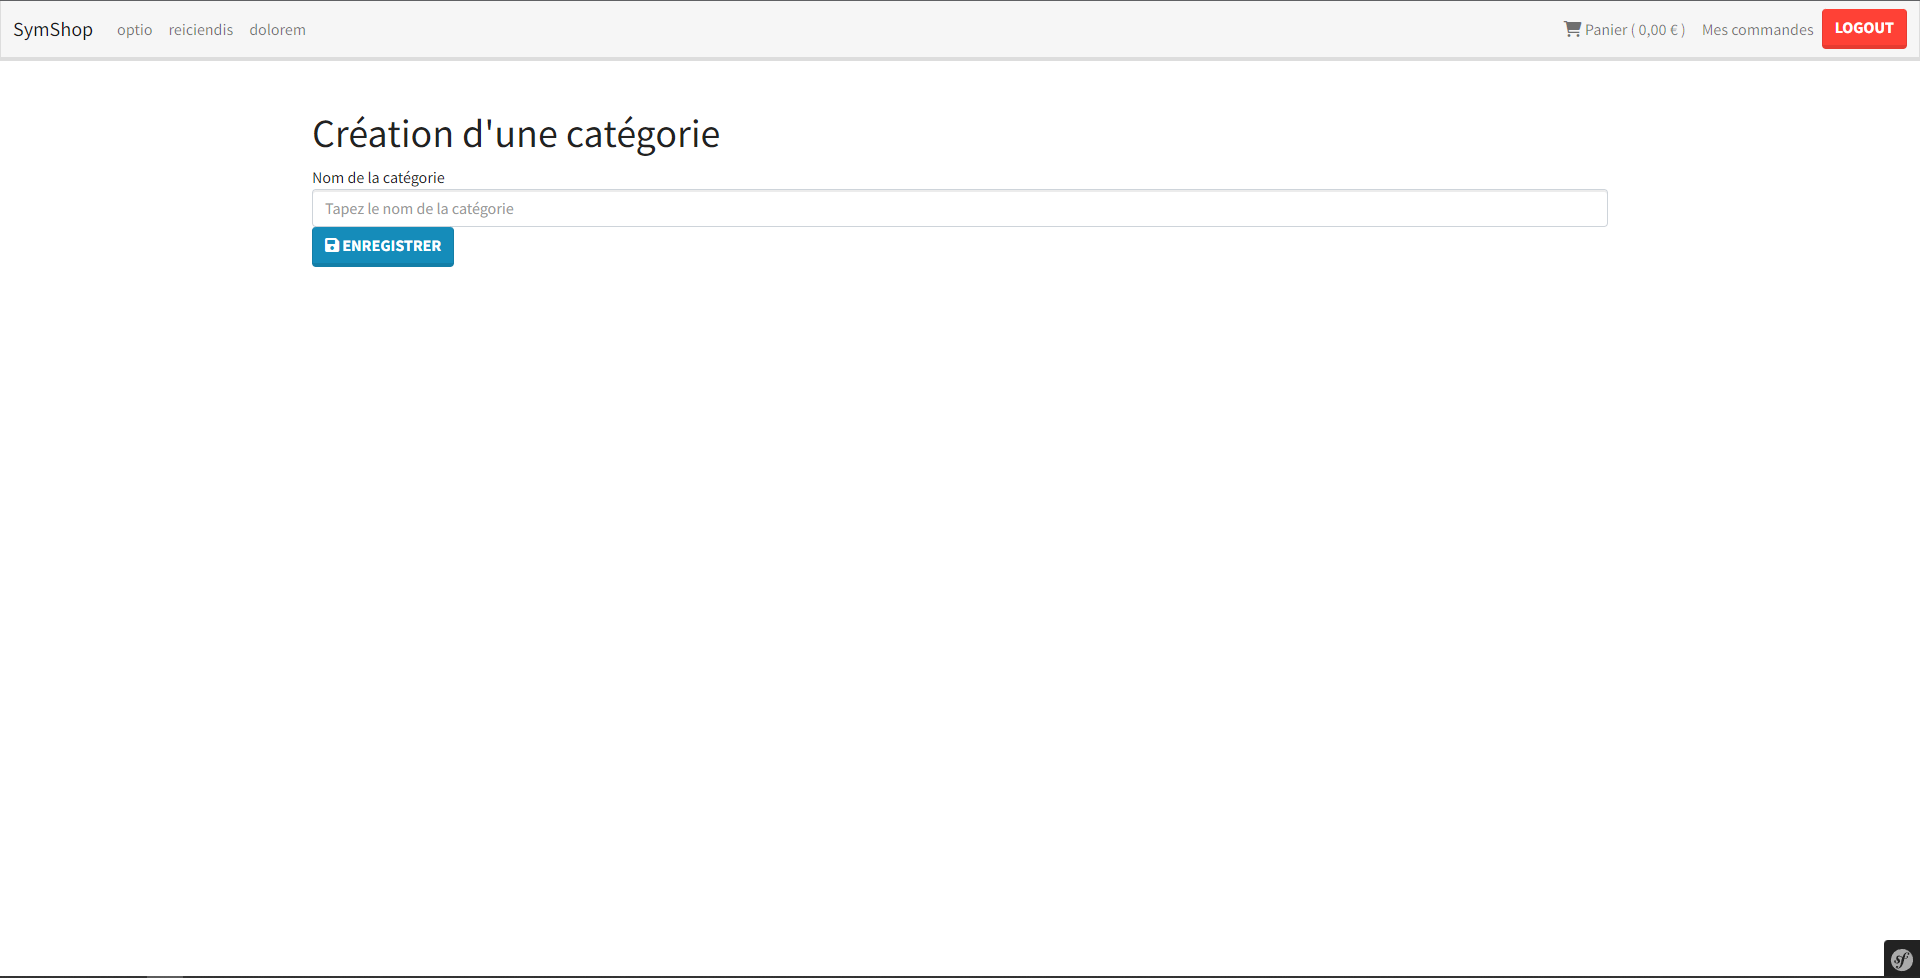 SymShop optio reiciendis dolorem Panier ( 0,00 € ) Mes commandes LOGOUT
Création d'une catégorie
Nom de la catégorie
Tapez le nom de la catégorie
ENREGISTRER
sf